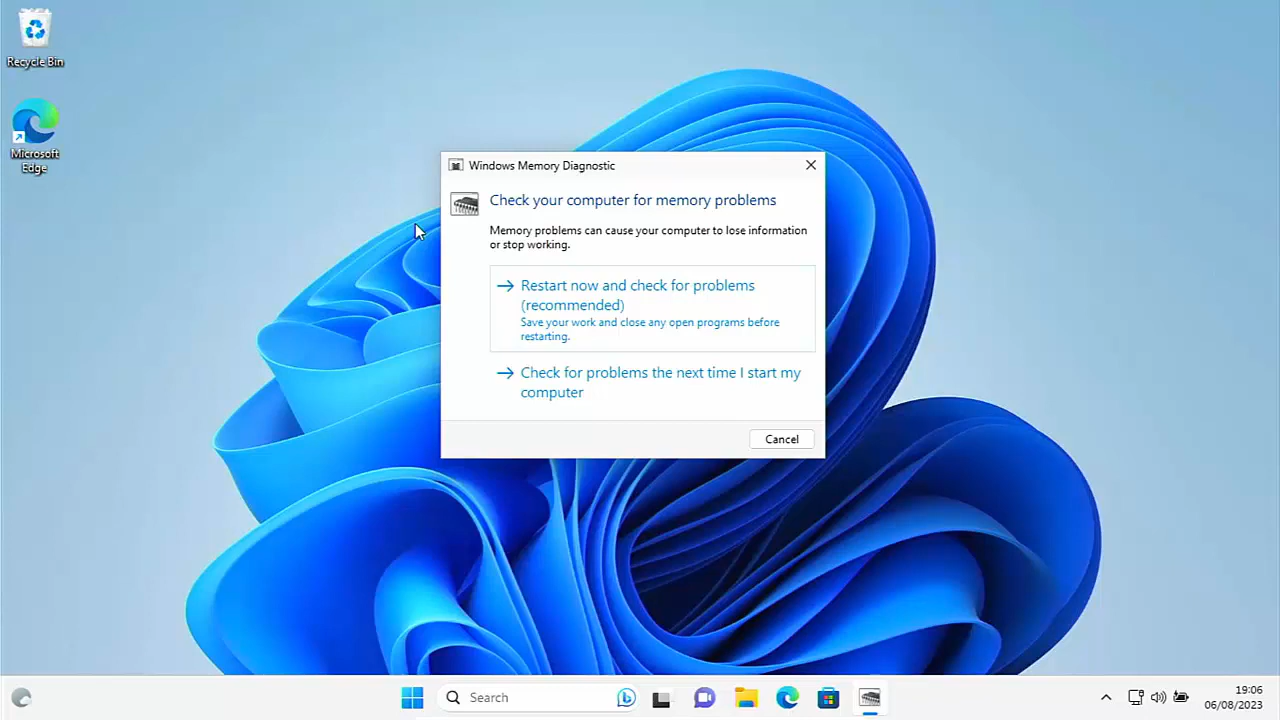 Recycle Bin
Microsoft
Edge
Windows Memory Diagnostic
Check your computer for memory problems
Memory problems can cause your computer to lose information
or stop working.
Restart now and check for problems
(recommended)
Save your work and close any open programs before
restarting.
Check for problems the next time I start my
computer
Cancel
Search
19:06
06/08/2023